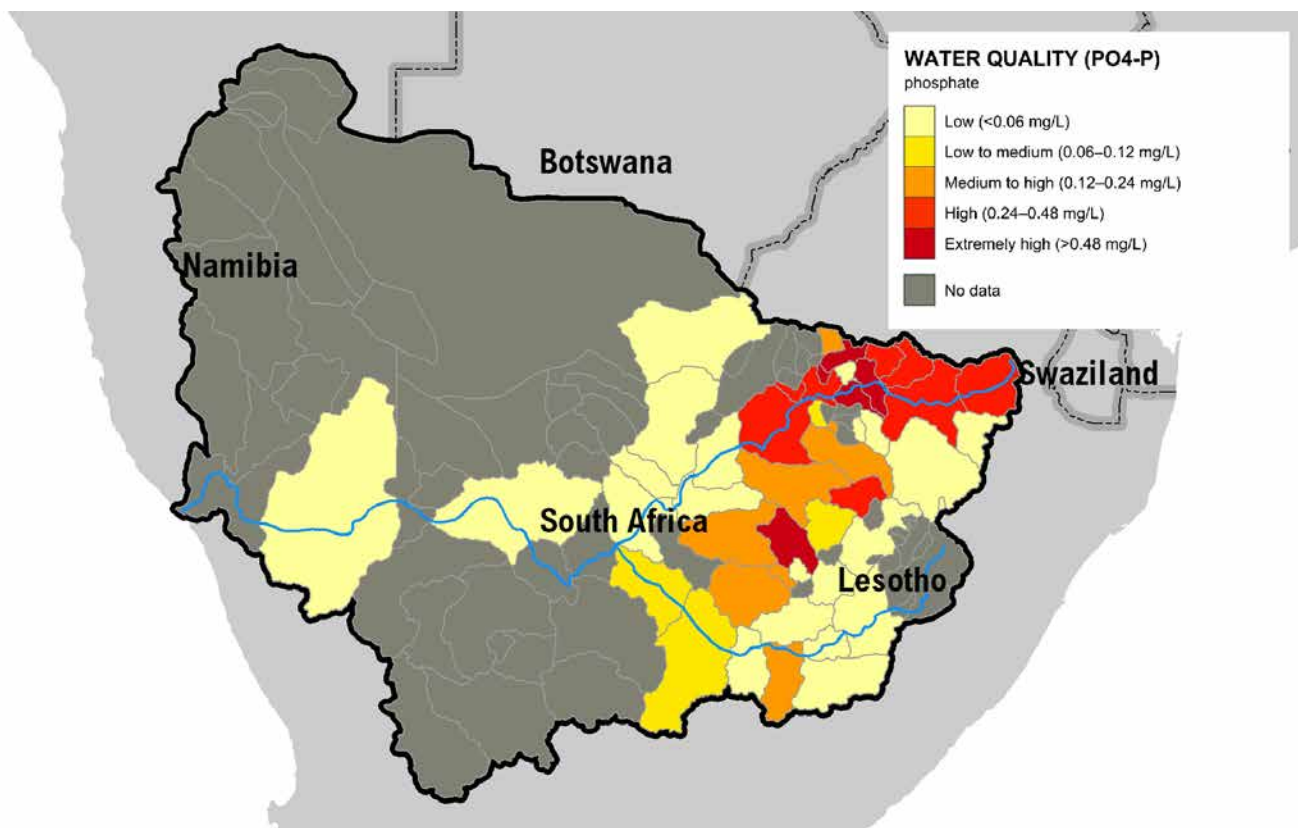 WATER QUALITY (PO4-P)
phosphate
Low (<0.06 mg/L)
Low to medium (0.06–0.12 mg/L)
Medium to high (0.12–0.24 mg/L)
High (0.24–0.48 mg/L)
Extremely high (>0.48 mg/L)
No data
Botswana
Namibia
Swaziland
South Africa
Lesotho